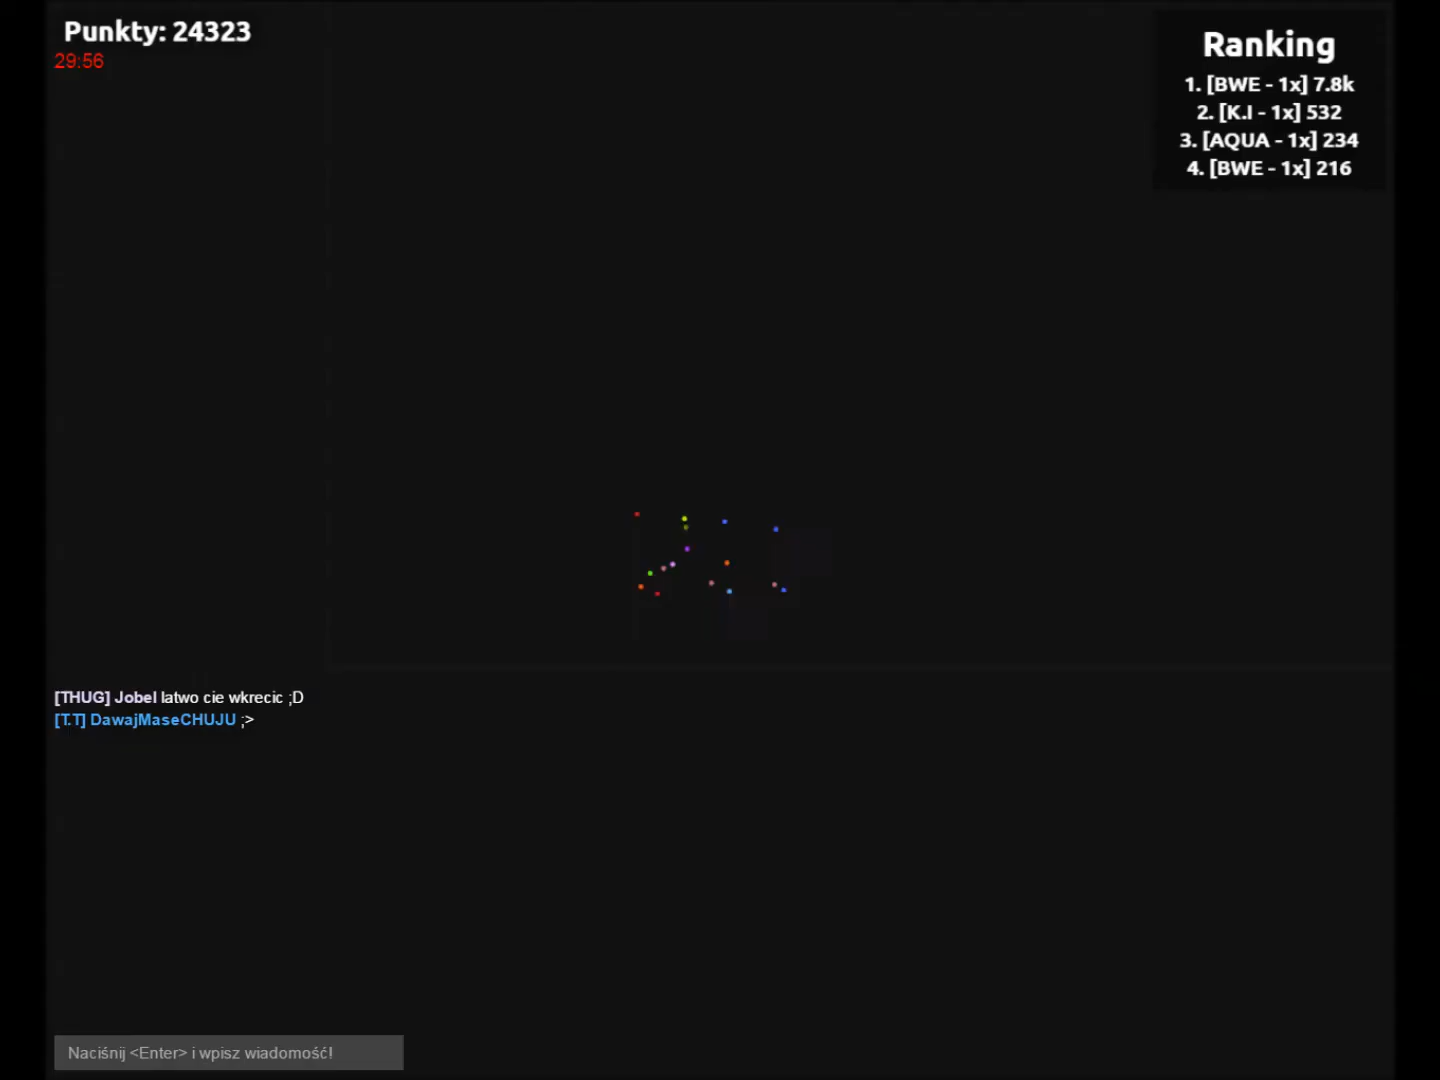 Punkty: 24323
29:56
Ranking
1. [BWE - 1x] 7.8k
2. [K.I - 1x] 532
3. [AQUA - 1x] 234
4. [BWE - 1x] 216
[THUG] Jobel latwo cie wkrecic ;D
[T.T] DawajMaseCHUJU ;>
Naciśnij <Enter> i wpisz wiadomość!